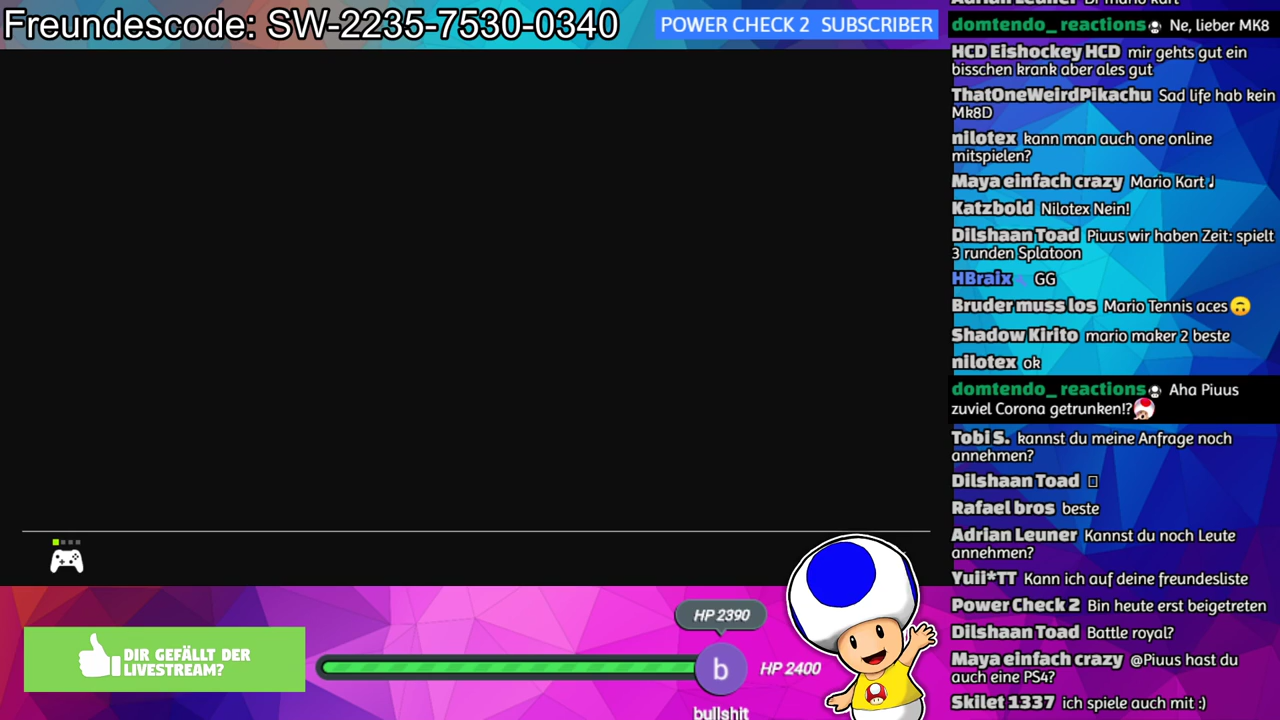 Freundescode: SW-2235-7530-0340
POWER CHECK 2 SUBSCRIBER
domtendo_reactions Ne, lieber MK8
HCD Eishockey HCD mir gehts gut ein
bisschen krank aber ales gut
ThatOneWeirdPikachu Sad life hab kein
Mk8D
nilotex kann man auch one online
mitspielen?
Maya einfach crazy Mario Kart
Katzbold Nilotex Nein!
Dilshaan Toad Piuus wir haben Zeit: spielt
3 runden Splatoon
HBraix GG
Bruder muss los Mario Tennis aces🙃
Shadow Kirito mario maker 2 beste
nilotex ok
domtendo_reactions Aha Piuus
zuviel Corona getrunken!?
Tobi S. kannst du meine Anfrage noch
annehmen?
Dilshaan Toad
Rafael bros beste
Adrian Leuner Kannst du noch Leute
annehmen?
Yuii*TT Kann ich auf deine freundesliste
Power Check 2 Bin heute erst beigetreten
Dilshaan Toad Battle royal?
Maya einfach crazy @Piuus hast du
auch eine PS4?
Skilet 1337 ich spiele auch mit :)
DIR GEFÄLLT DER
LIVESTREAM?
HP 2390
b
HP 2400
bullshit